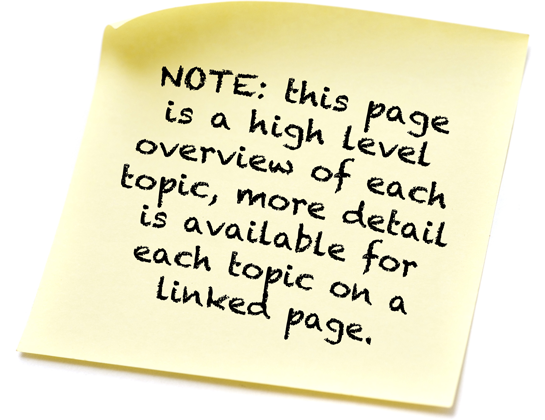 NOTE: this page
is a high level
overview of each
topic, more detail
is available for
each topic on a
linked page.